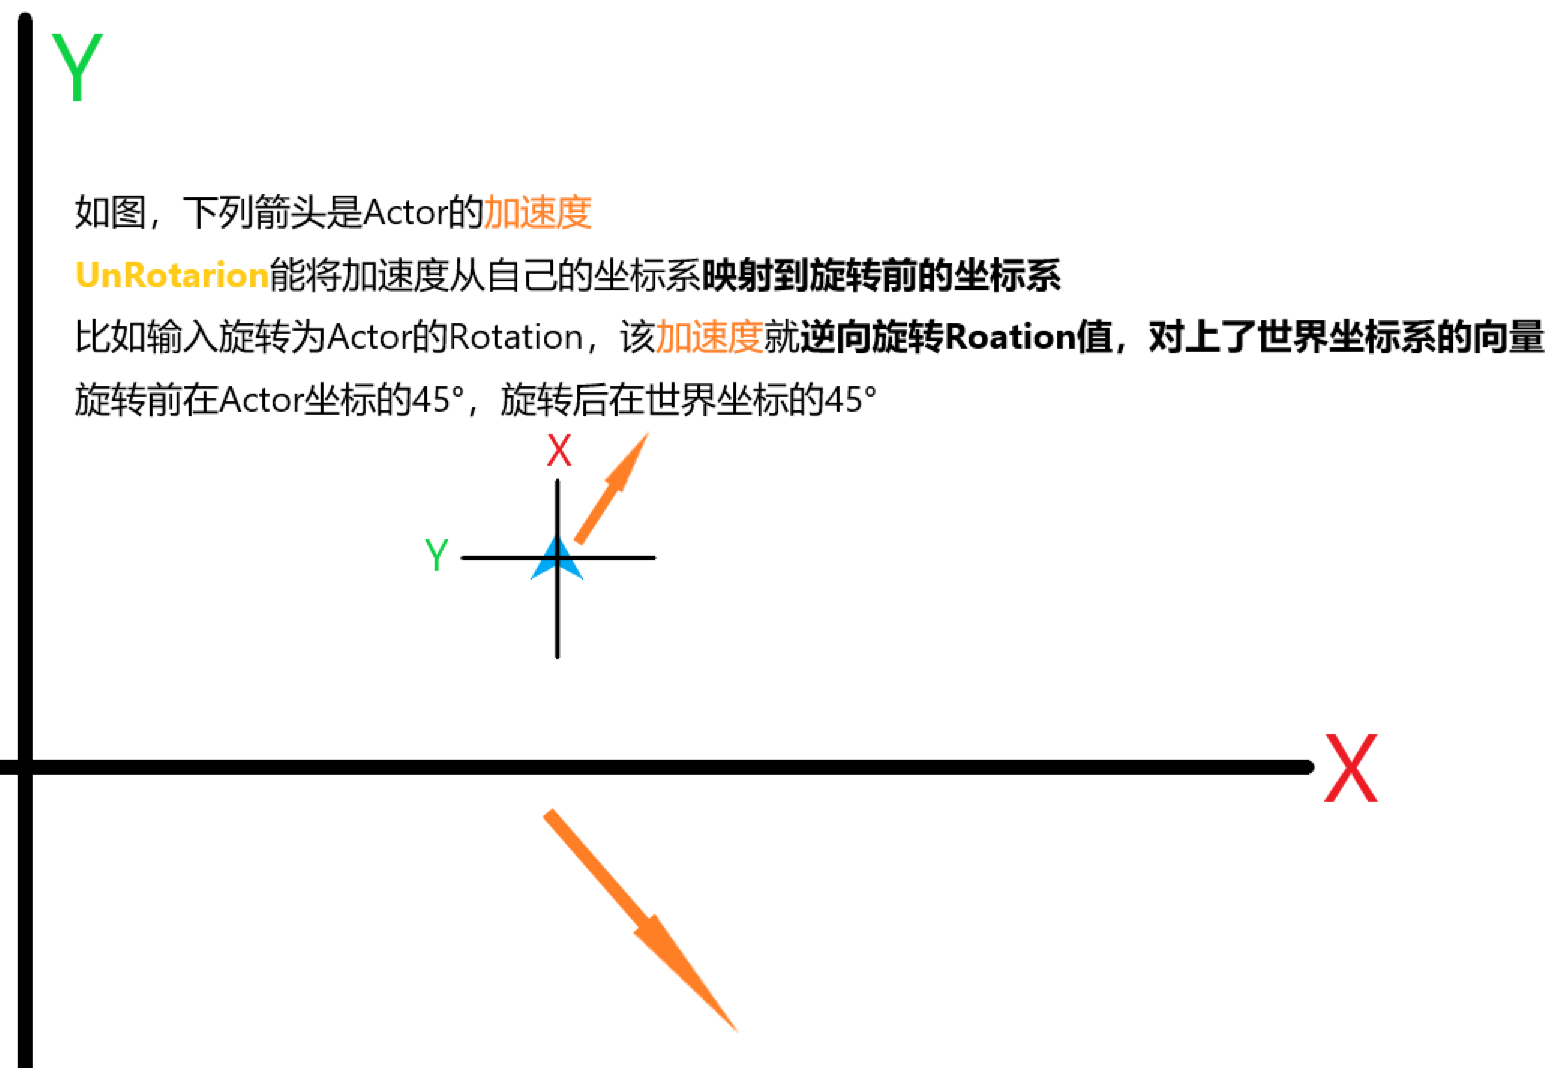 Y
如图，下列箭头是Actor的加速度
UnRotarion能将加速度从自己的坐标系映射到旋转前的坐标系
比如输入旋转为Actor的Rotation，该加速度就逆向旋转Roation值，对上了世界坐标系的向量
旋转前在Actor坐标的45°，旋转后在世界坐标的45°
X
Y
X